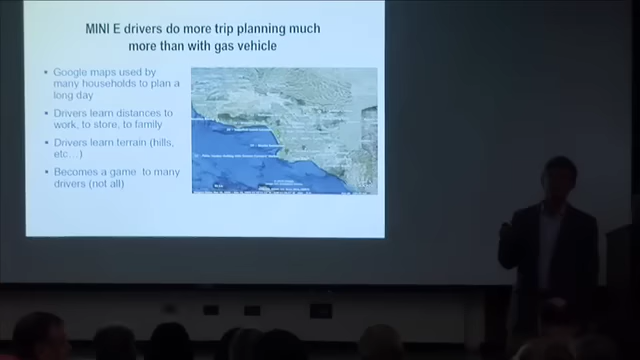 MINI E drivers do more trip planning much
more than with gas vehicle
• Google maps used by
many households to plan a
long day
• Drivers learn distances to
work, to store, to family
• Drivers learn terrain (hills,
etc…)
• Becomes a game to many
drivers (not all)